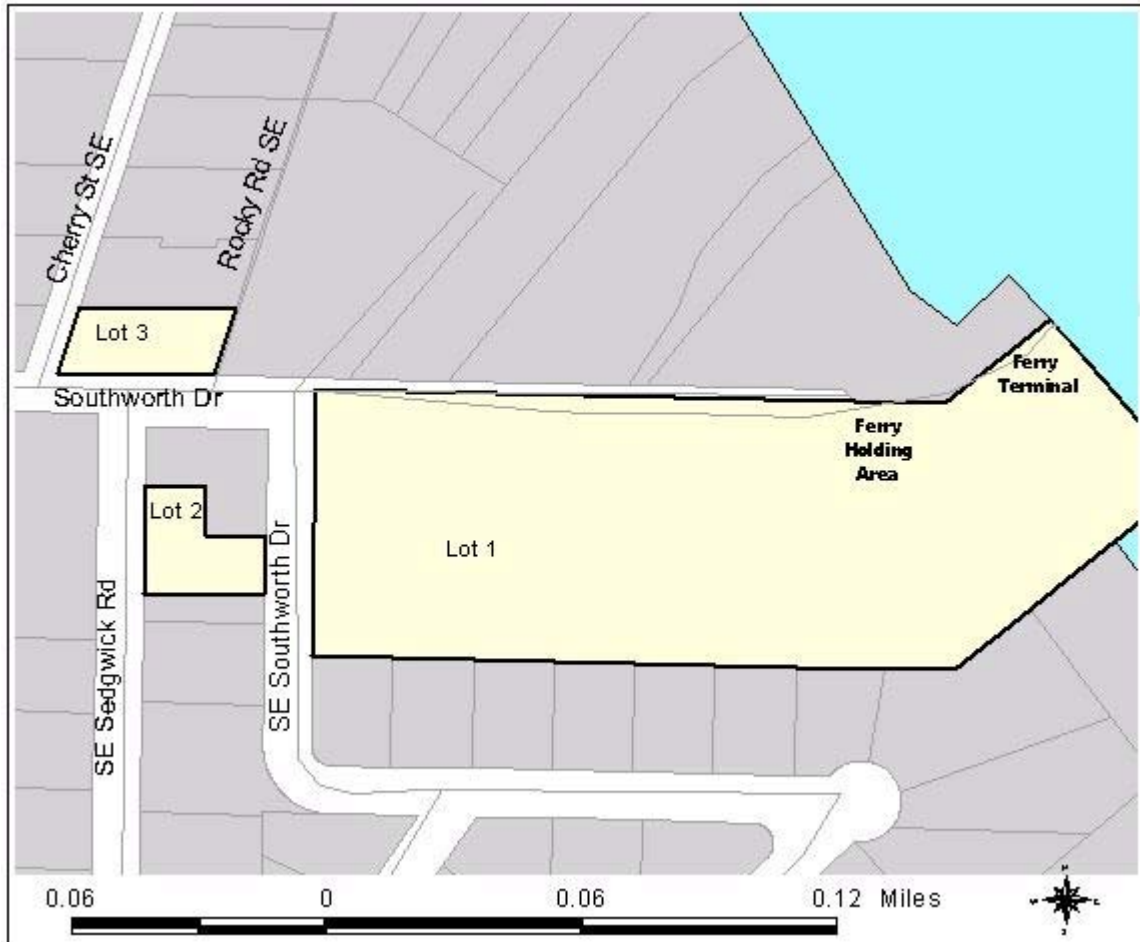 Cherry St SE
Rocky Rd SE
Lot 3
Southworth Dr
Ferry
Terminal
Ferry
Holding
Area
Lot 2
Lot 1
SE Sedgwick Rd
SE Southworth Dr
0.06 0 0.06 0.12 Miles